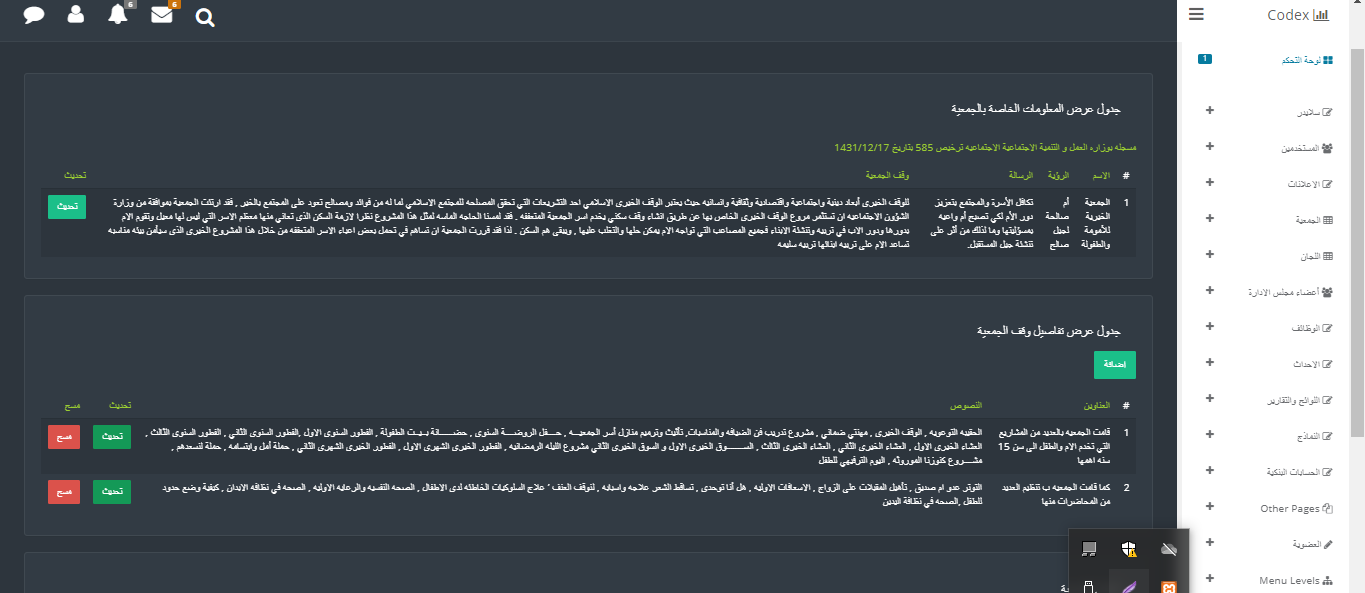 Codex
6
6
لوحة التحكم
1
سلايدر
المستخدمين
الاعلانات
الجمعية
اللجان
أعضاء مجلس الادارة
الوظائف
الاحداث
اللوائح والتقارير
النماذج
الحسابات البنكية
Other Pages
العضوية
Menu Levels
جدول عرض المعلومات الخاصة بالجمعية
مسجله بوزاره العمل و التنمية الاجتماعية الاجتماعيه ترخيص 585 بتاريخ 1431/12/17
# الاسم الرؤية الرسالة وقف الجمعية تحديث
1
الجمعية
الخيرية
للأمومة
والطفولة
أم
صالحة
لجيل
صالح
تكافل الأسرة والمجتمع بتعزيز
دور الأم لكي تصبح أم واعيه
بمسؤليتها وما لذلك من أثر على
تنشئة جيل المستقبل.
للوقف الخيرى أبعاد دينية واجتماعية واقتصادية وثقافية وانسانيه حيث يعتبر الوقف الخيرى الاسلامي احد التشريعات التي تحقق المصلحه للمجتمع الاسلامي لما له من فوائد ومصالح تعود على المجتمع بالخير . فقد ارتئت الجمعية بموافقة من وزارة
الشؤون الاجتماعيه ان تستثمر مروع الوقف الخيرى الخاص بها عن طريق انشاء وقف سكني يخدم اسر الجمعية المتعففه . فقد لمسنا الحاجه الماسه لمثل هذا المشروع نظرا لازمة السكن الذى تعاني منها معظم الاسر التي ليس لها معيل وتقوم الام
بدورها ودور الاب في تربيه وتنشئة الابناء فجميع المصاعب التي تواجه الام يمكن حلها والتغلب عليها , ويبقى هم السكن . لذا فقد قررت الجمعية ان تساهم في تحمل بعض اعباء الاسر المتعففه من خلال هذا المشروع الخيرى الذى سيأمن بيئه مناسبه
تساعد الام على تربيه ابنائها تربيه سليمه
تحديث
جدول عرض تفاصيل وقف الجمعية
اضافة
# العناوين النصوص تحديث مسح
1
قامت الجمعيه بالعديد من المشاريع
التي تخدم الام والطفل الى سن 15
سنه اهمها
الحقيبه التوعويه , الوقف الخيرى , مهنتي ضماني , مشروع تدريب فن الضيافه والمناسبات, تأثيث وترميم منازل أسر الجمعيـــه , حـــفل الروضـــة السنوى , حضـــــانة بـيـت الطفولة , الفطور السنوى الاول ,الفطور السنوى الثاني , الفطور السنوى الثالث ,
العشاء الخيرى الاول , العشاء الخيرى الثاني , العشاء الخيرى الثالث , الســــــوق الخيرى الاول و السوق الخيرى الثاني مشروع الليله الرمضانيه , الفطور الخيرى الشهرى الاول , الفطور الخيرى الشهرى الثاني , حملة أمل وابتسامه , حملة لنسعدهم ,
مشـــروع كنوزنا الموروثه , اليوم الترفيهي للطفل
تحديث
مسح
2
كما قامت الجمعيه ب تنظيم العديد
من المحاضرات منها
التوتر عدو ام صديق , تأهيل المقبلات على الزواج , الاسعافات الاوليه , هل أنا توحدى , تساقط الشعر علاجه واسبابه , لنوقف العنف ' علاج السلوكيات الخاطئه لدى الاطفال , الصحه النفسيه والرعايه الاوليه , الصحه في نظافه الابدان , كيفية وضع حدود
للطفل ,الصحه في نظافة اليدين
تحديث
مسح